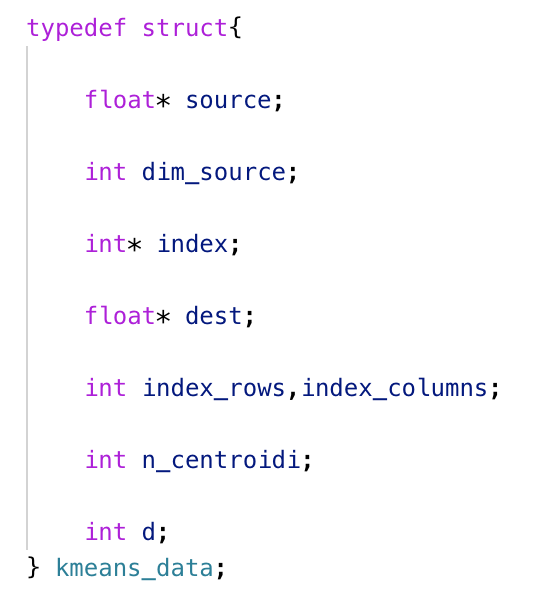 typedef struct{
float* source;
int dim_source;
int* index;
float* dest;
int index_rows,index_columns;
int n_centroidi;
int d;
} kmeans_data;